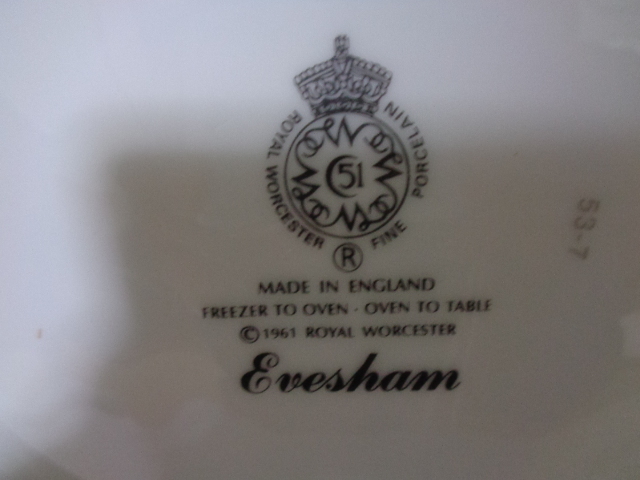 ROYAL WORCESTER FINE PORCELAIN
51
®
MADE IN ENGLAND
FREEZER TO OVEN · OVEN TO TABLE
© 1961 ROYAL WORCESTER
Evesham
53-7